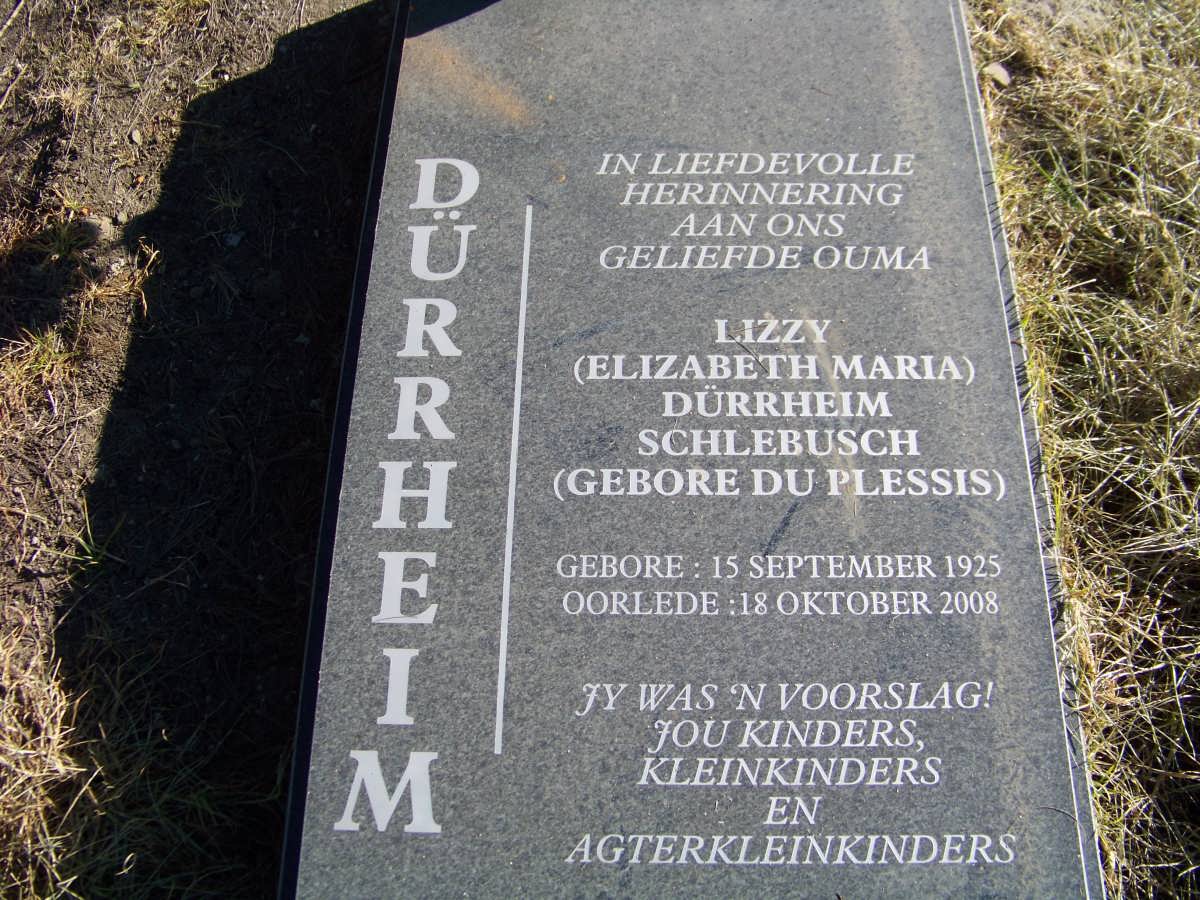 DÜRRHEIM
IN LIEFDEVOLLE
HERINNERING
AAN ONS
GELIEFDE OUMA
LIZZY
(ELIZABETH MARIA)
DÜRRHEIM
SCHLEBUSCH
(GEBORE DU PLESSIS)
GEBORE : 15 SEPTEMBER 1925
OORLEDE :18 OKTOBER 2008
JY WAS 'N VOORSLAG!
JOU KINDERS,
KLEINKINDERS
EN
AGTERKLEINKINDERS